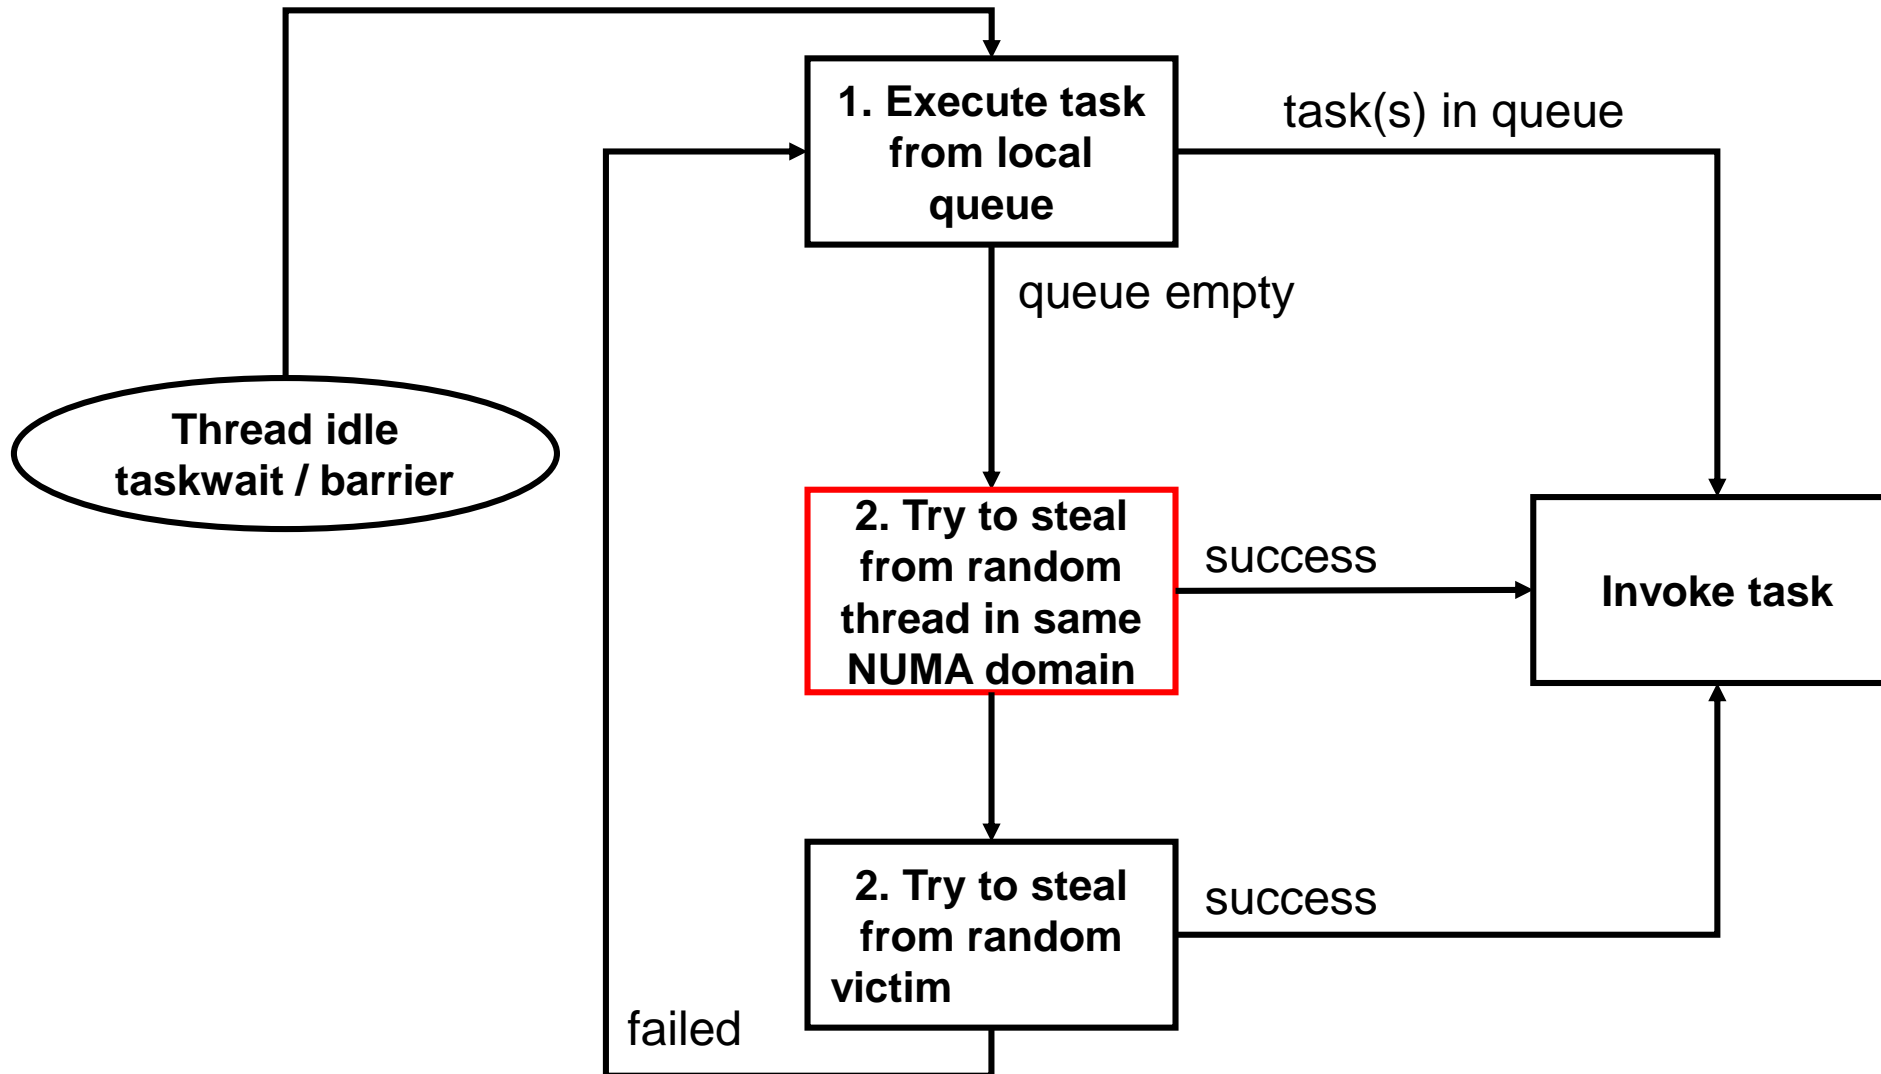 1. Execute task
from local
queue
task(s) in queue
queue empty
Thread idle
taskwait / barrier
2. Try to steal
from random
thread in same
NUMA domain
success
Invoke task
2. Try to steal
from random
victim
success
failed